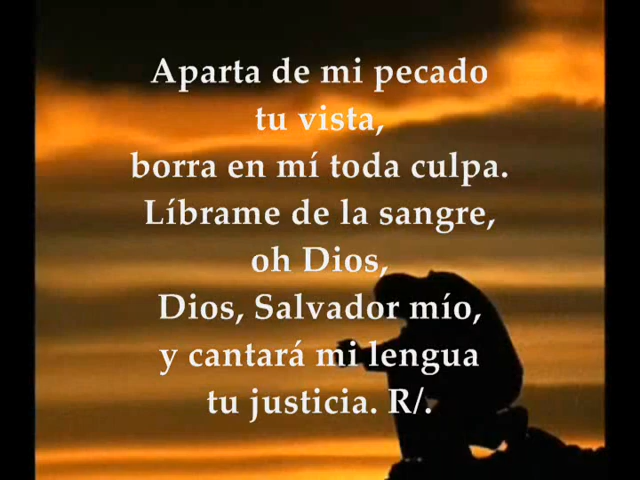 Aparta de mi pecado
tu vista,
borra en mí toda culpa.
Líbrame de la sangre,
oh Dios,
Dios, Salvador mío,
y cantará mi lengua
tu justicia. R/.